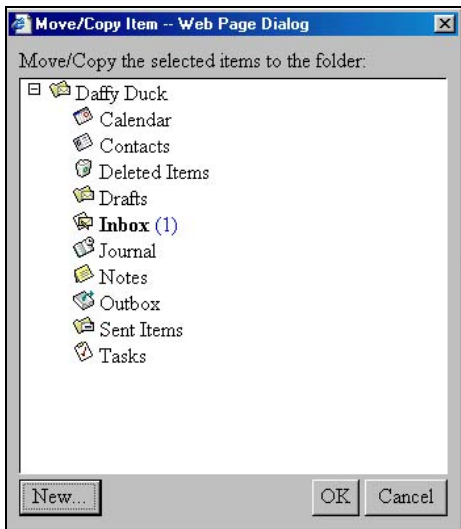 Move/Copy Item -- Web Page Dialog
Move/Copy the selected items to the folder:
Daffy Duck
Calendar
Contacts
Deleted Items
Drafts
Inbox (1)
Journal
Notes
Outbox
Sent Items
Tasks
New... OK Cancel